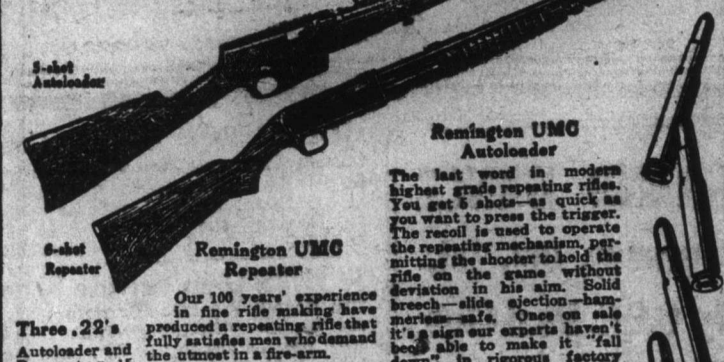 5-shot
Autoloader
6-shot
Repeater
Three .22's
Autoloader and
Remington UMC
Repeater
Our 100 years' experience
in fine rifle making have
produced a repeating rifle that
fully satisfies men who demand
the utmost in a fire-arm.
Remington UMC
Autoloader
The last word in modern
highest grade repeating rifles.
You get 5 shots—as quick as
you want to press the trigger.
The recoil is used to operate
the repeating mechanism, per-
mitting the shooter to hold the
rifle on the game without
deviation in his aim. Solid
breech—slide ejection—ham-
merless—safe. Once on sale
it's a sign our experts haven't
been able to make it "fall
down" in rigorous factory